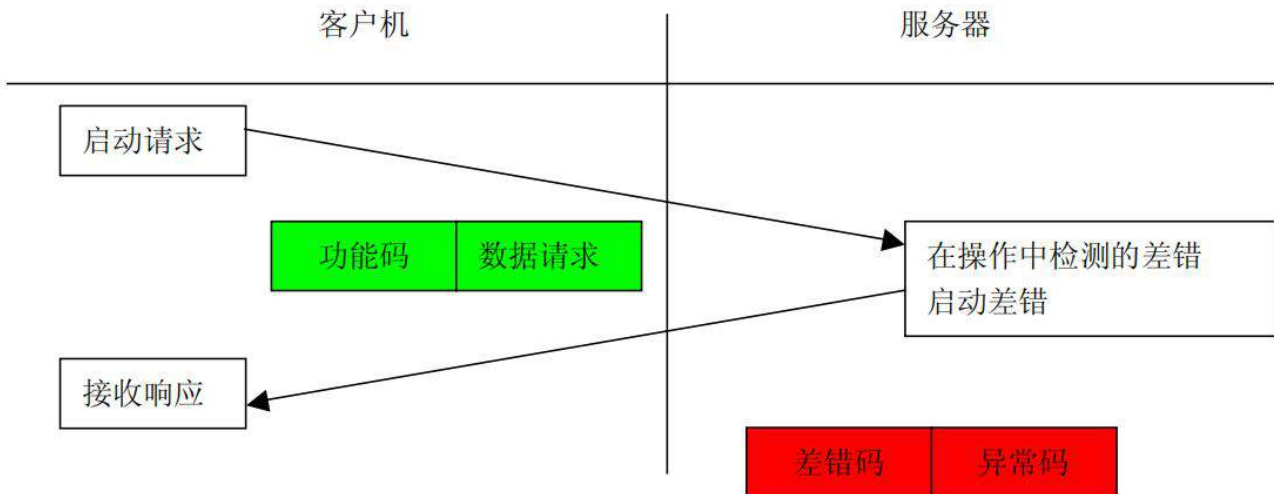 客户机
服务器
启动请求
功能码
数据请求
在操作中检测的差错
启动差错
接收响应
差错码
异常码